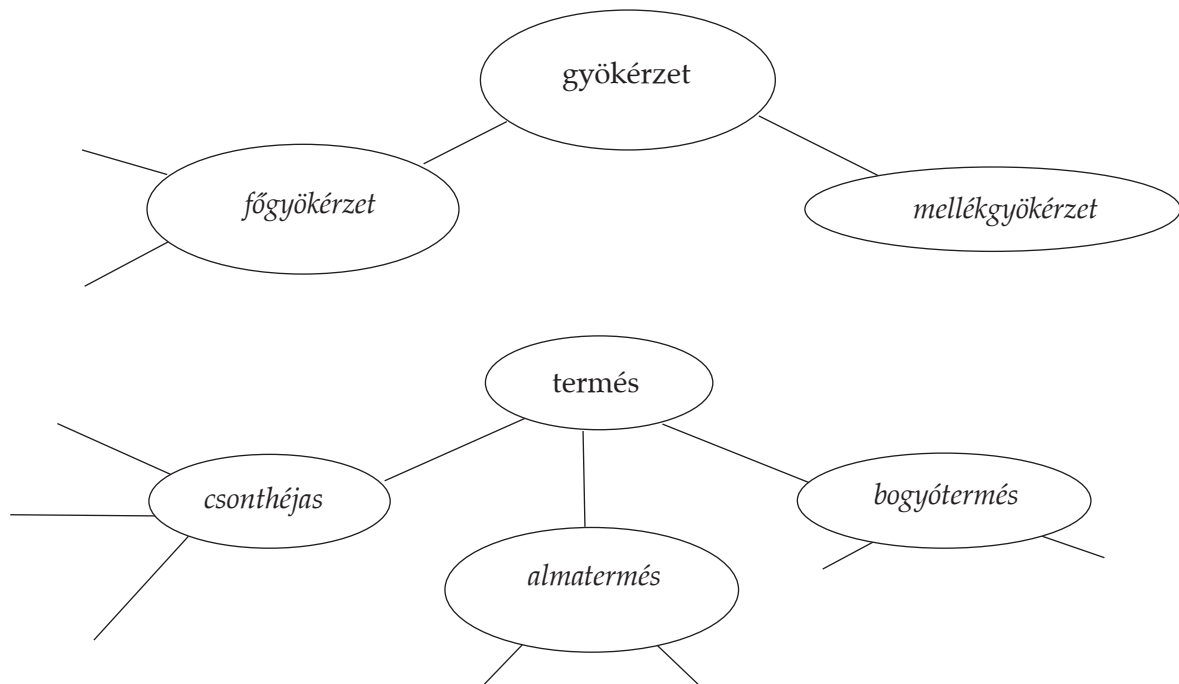 gyökérzet
főgyökérzet
mellékgyökérzet
termés
csonthéjas
bogyótermés
almatermés